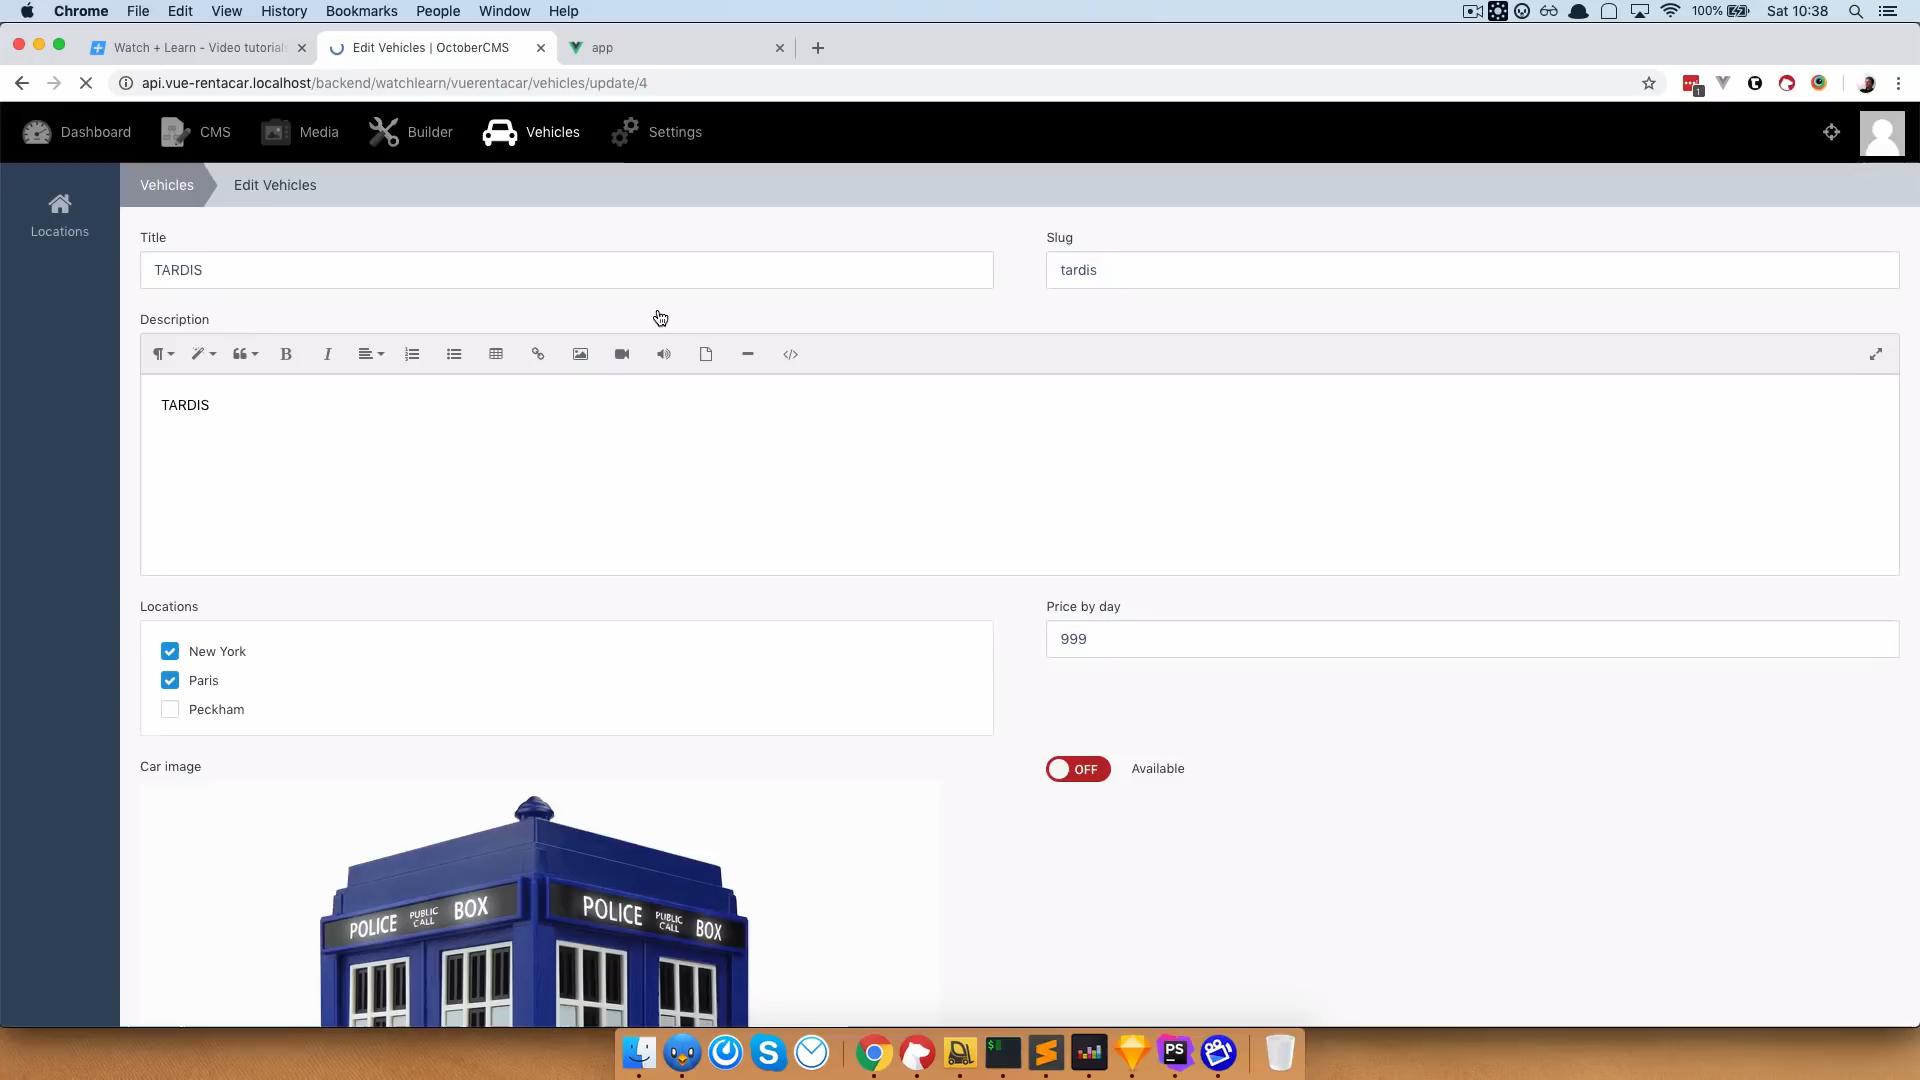 Chrome File Edit View History Bookmarks People Window Help 100% Sat 10:38
Watch + Learn - Video tutorials Edit Vehicles | OctoberCMS app
api.vue-rentacar.localhost/backend/watchlearn/vuerentacar/vehicles/update/4 1
Dashboard CMS Media Builder Vehicles Settings
Vehicles Edit Vehicles
Locations
Title Slug
TARDIS tardis
Description
TARDIS
Locations Price by day
New York 999
Paris
Peckham
Car image OFF Available
POLICE PUBLIC CALL BOX POLICE PUBLIC CALL BOX
PS